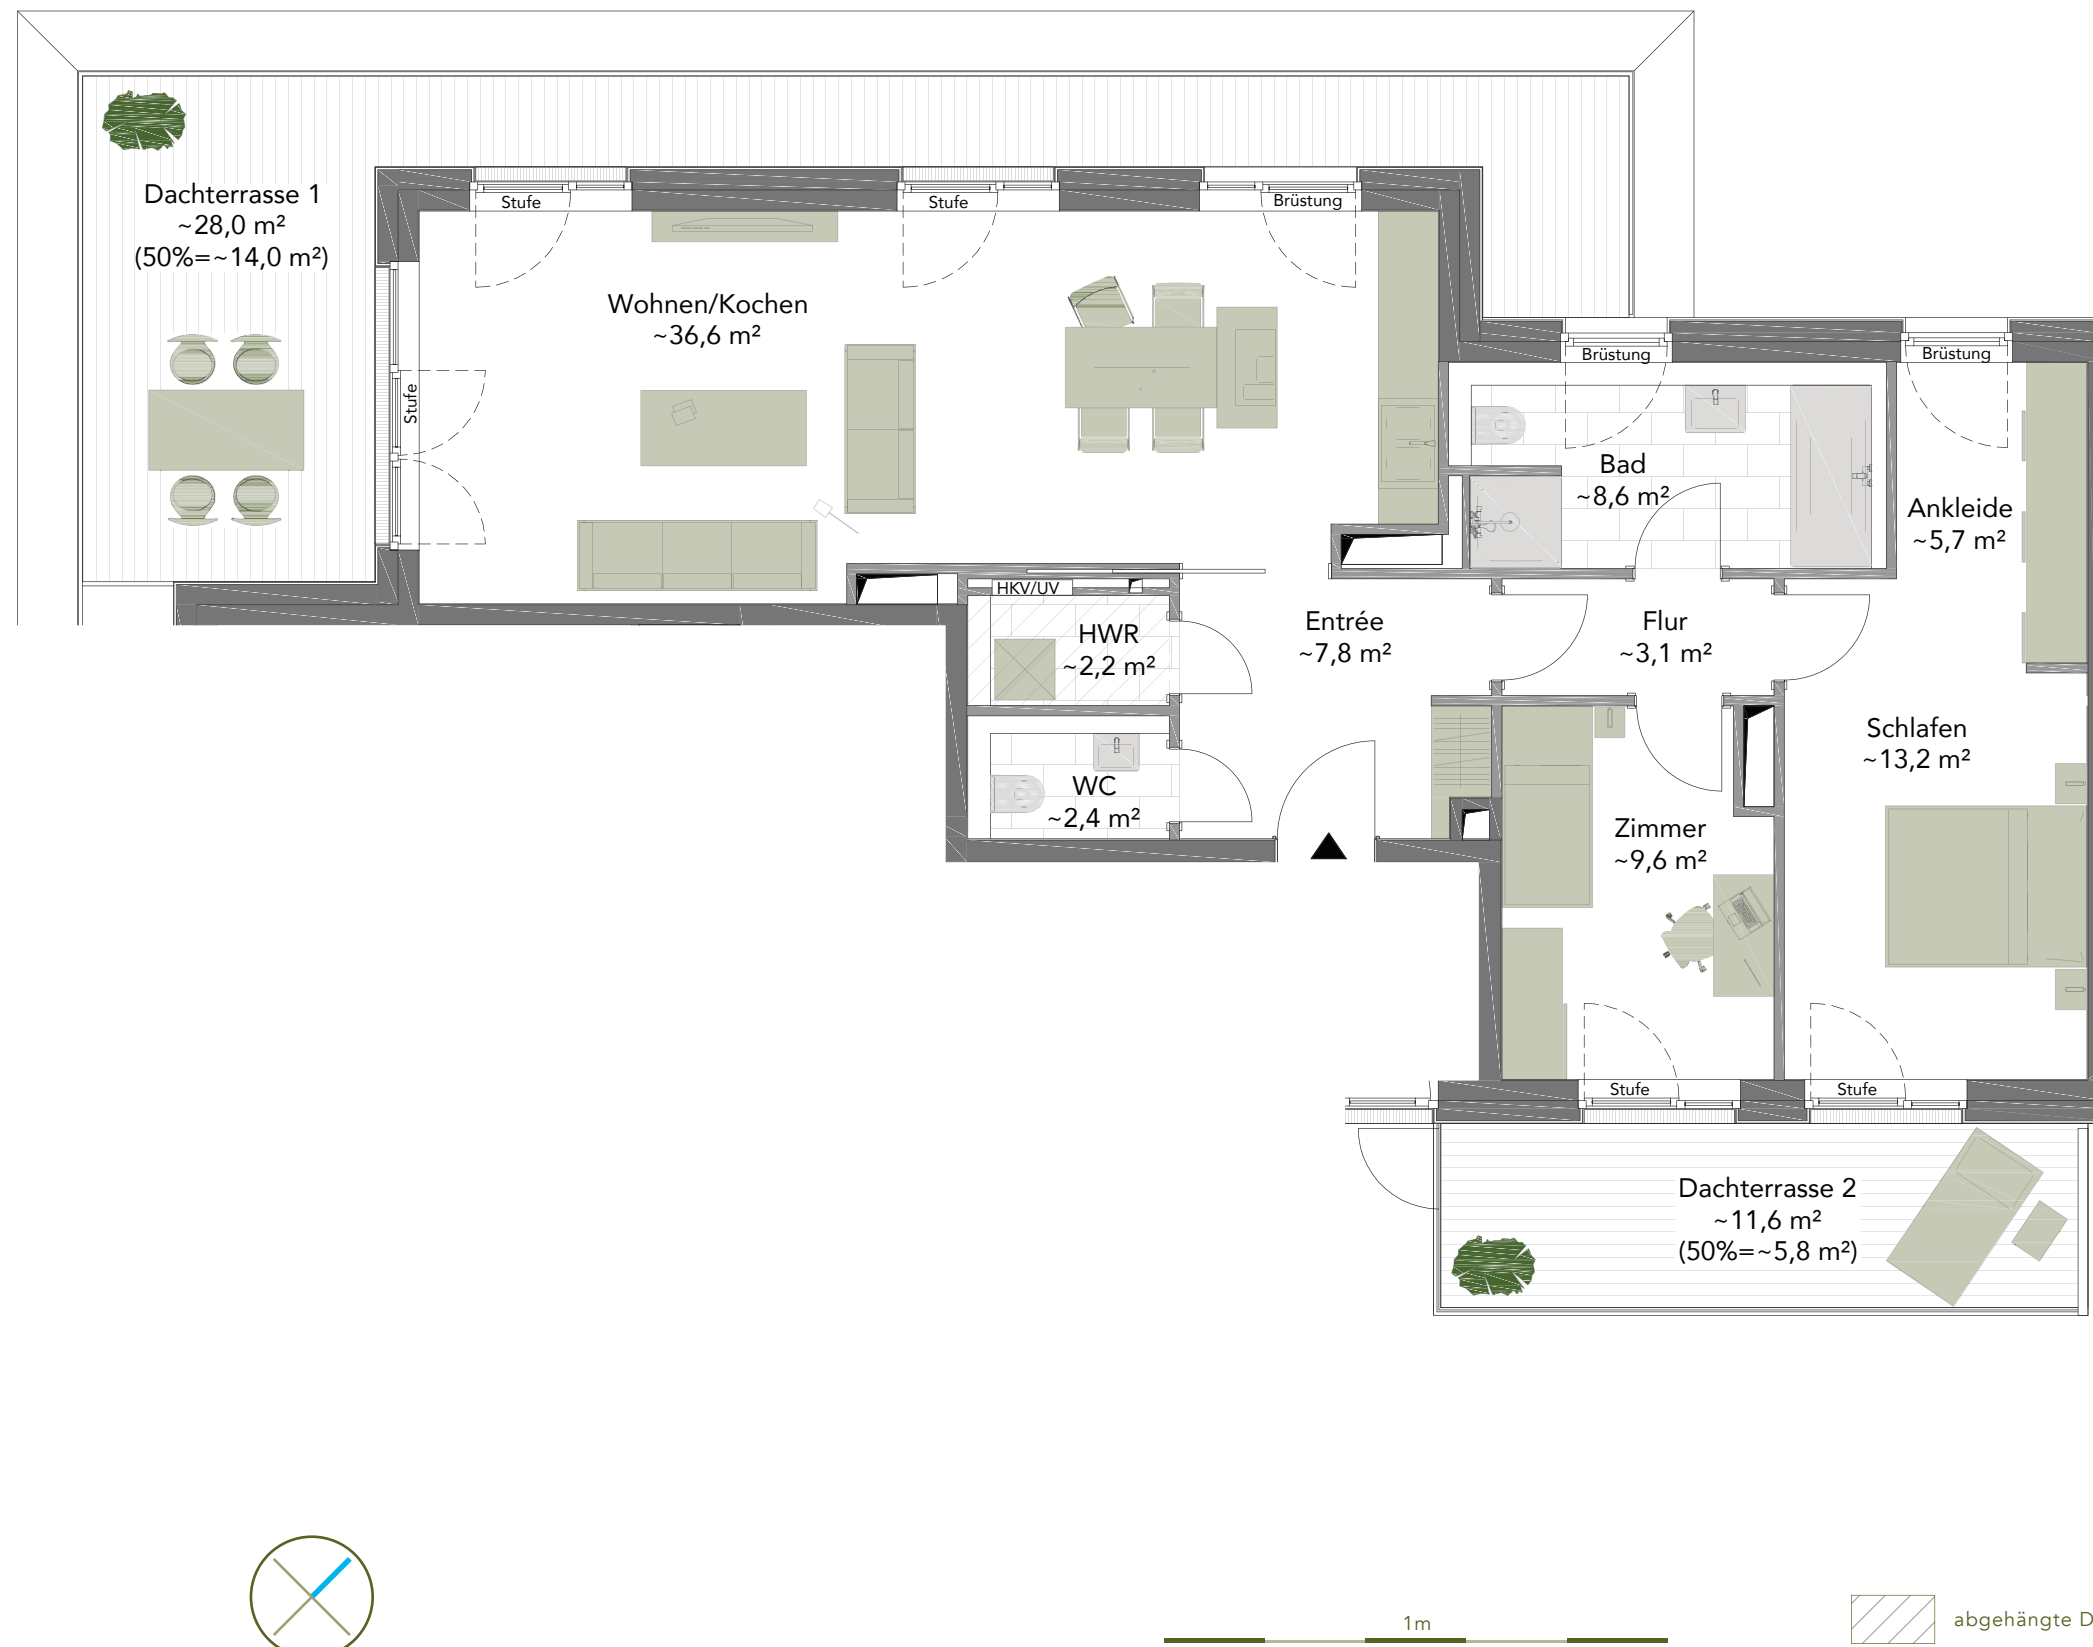 Dachterrasse 1
~28,0 m²
(50%=~14,0 m²)
Stufe
Stufe
Brüstung
Wohnen/Kochen
~36,6 m²
Stufe
Brüstung
Brüstung
Bad
~8,6 m²
Ankleide
~5,7 m²
HKV/UV
HWR
~2,2 m²
Entrée
~7,8 m²
Flur
~3,1 m²
Schlafen
~13,2 m²
WC
~2,4 m²
Zimmer
~9,6 m²
Stufe
Stufe
Dachterrasse 2
~11,6 m²
(50%=~5,8 m²)
1m
abgehängte D